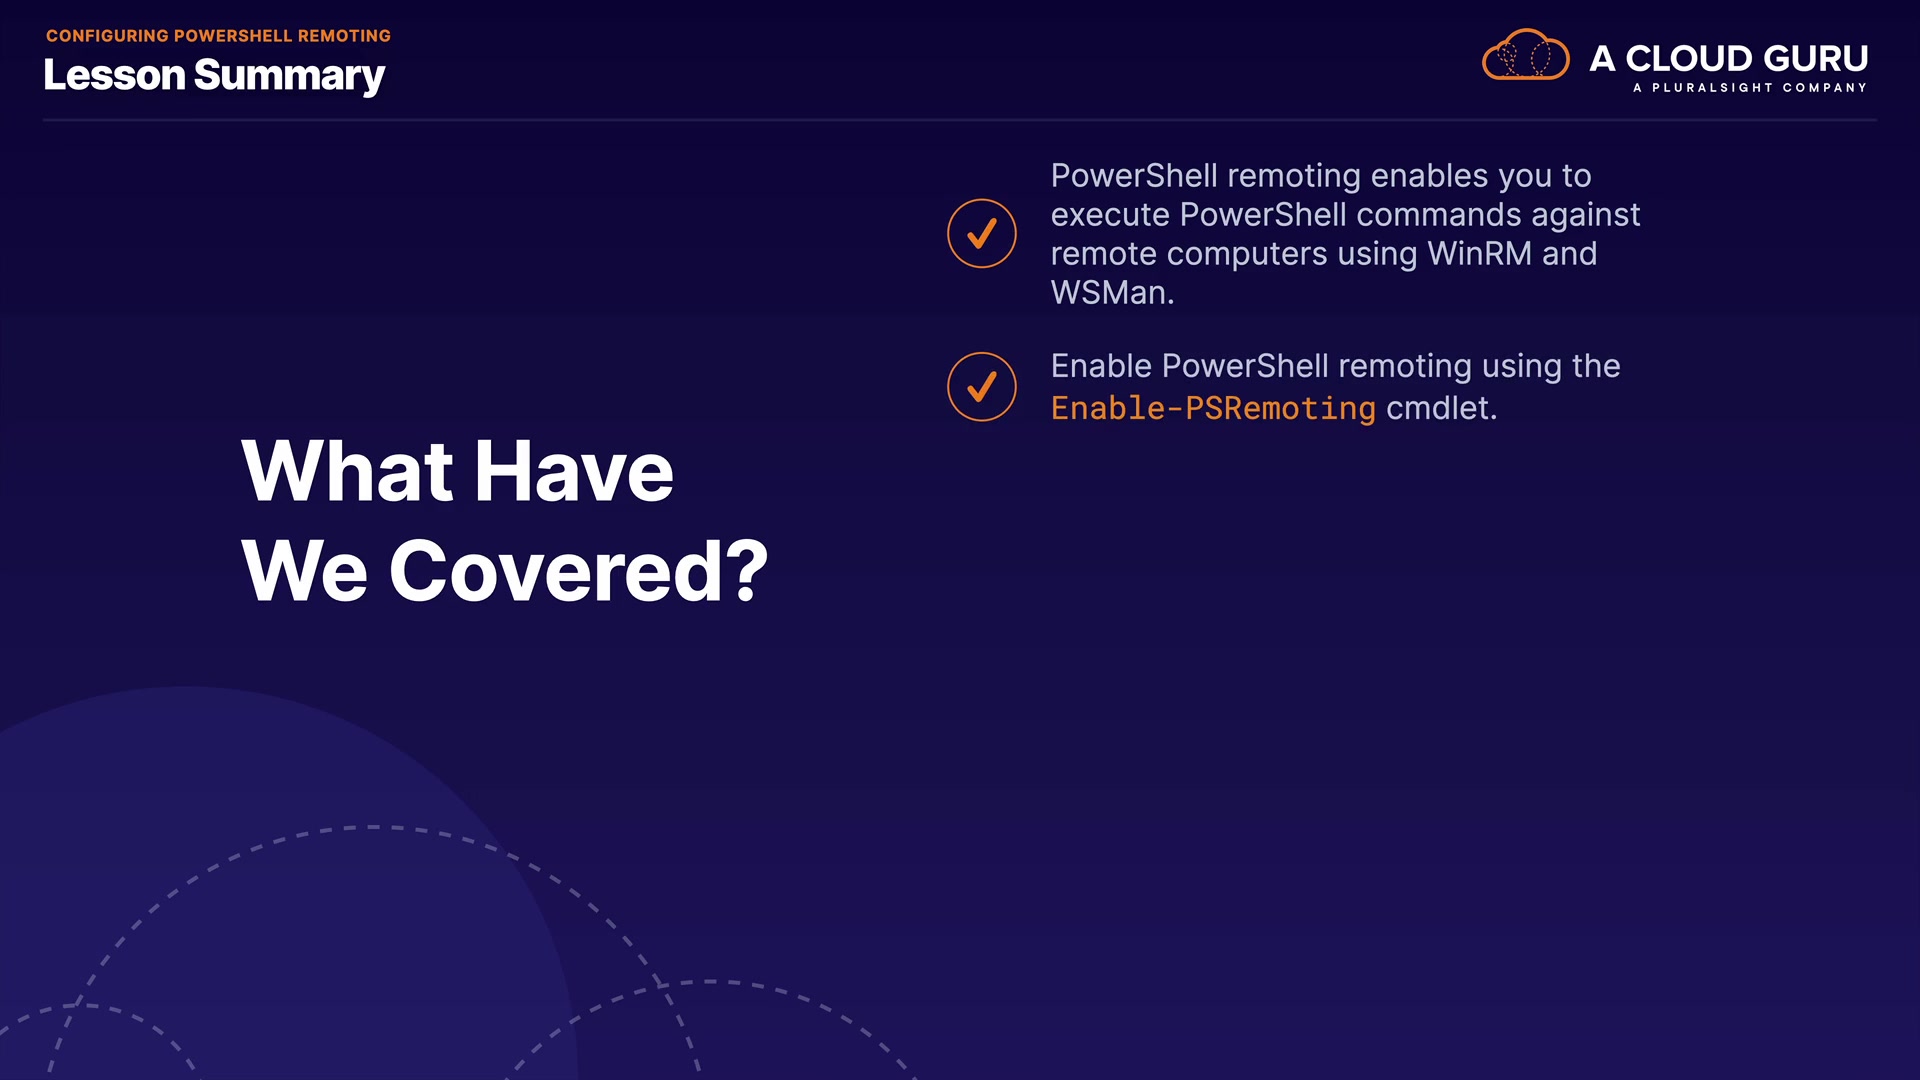 CONFIGURING POWERSHELL REMOTING
Lesson Summary
A CLOUD GURU
A PLURALSIGHT COMPANY
What Have
We Covered?
PowerShell remoting enables you to
execute PowerShell commands against
remote computers using WinRM and
WSMan.
Enable PowerShell remoting using the
Enable-PSRemoting cmdlet.